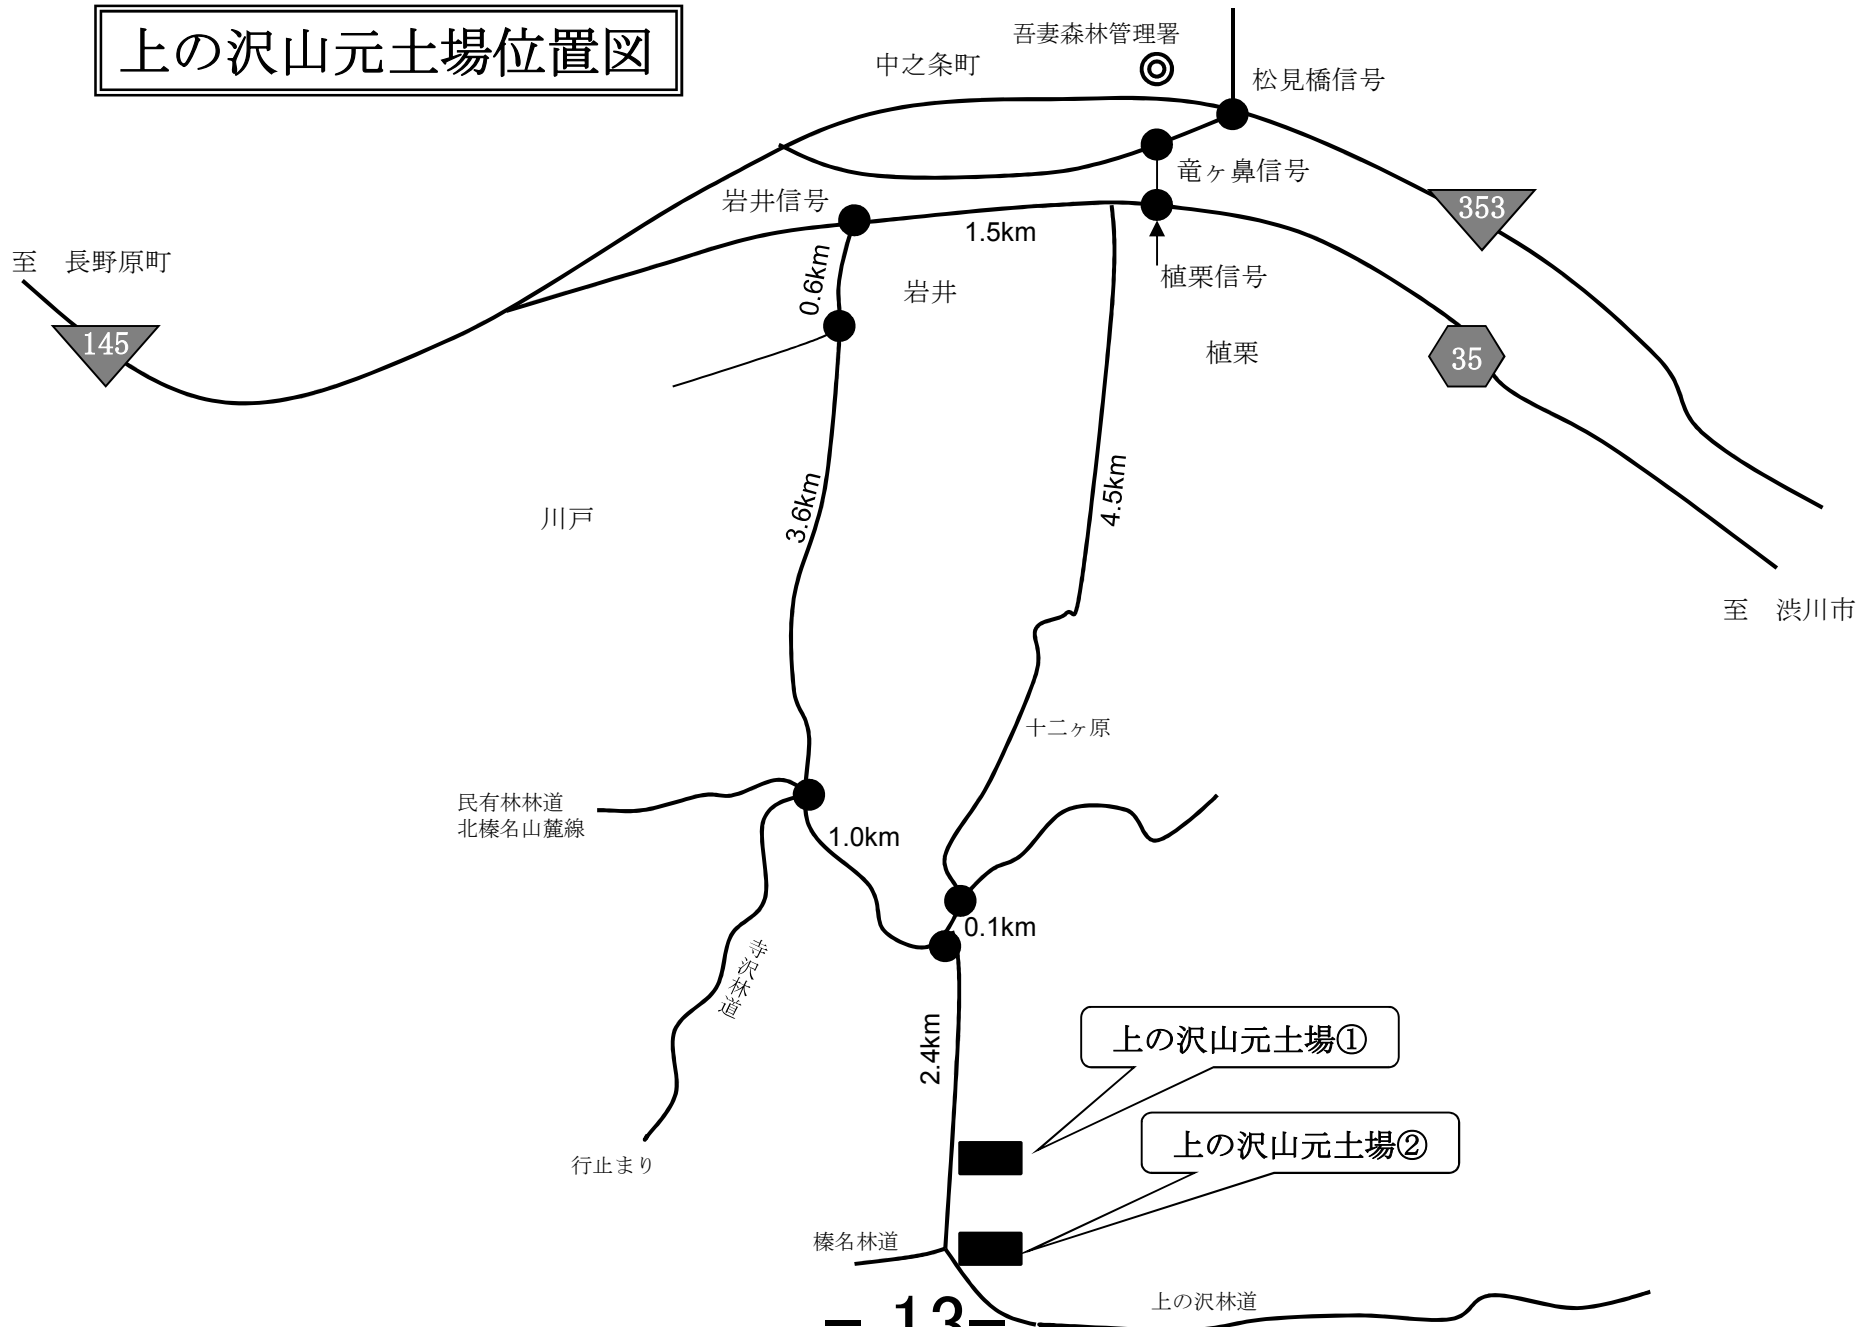 上の沢山元土場位置図
吾妻森林管理署
中之条町
松見橋信号
竜ヶ鼻信号
岩井信号
353
1.5km
至　長野原町
0.6km
植栗信号
岩井
145
植栗
35
4.5km
3.6km
川戸
至　渋川市
十二ヶ原
民有林林道
北榛名山麓線
1.0km
0.1km
寺沢林道
2.4km
上の沢山元土場①
上の沢山元土場②
行止まり
榛名林道
上の沢林道
－ 13－